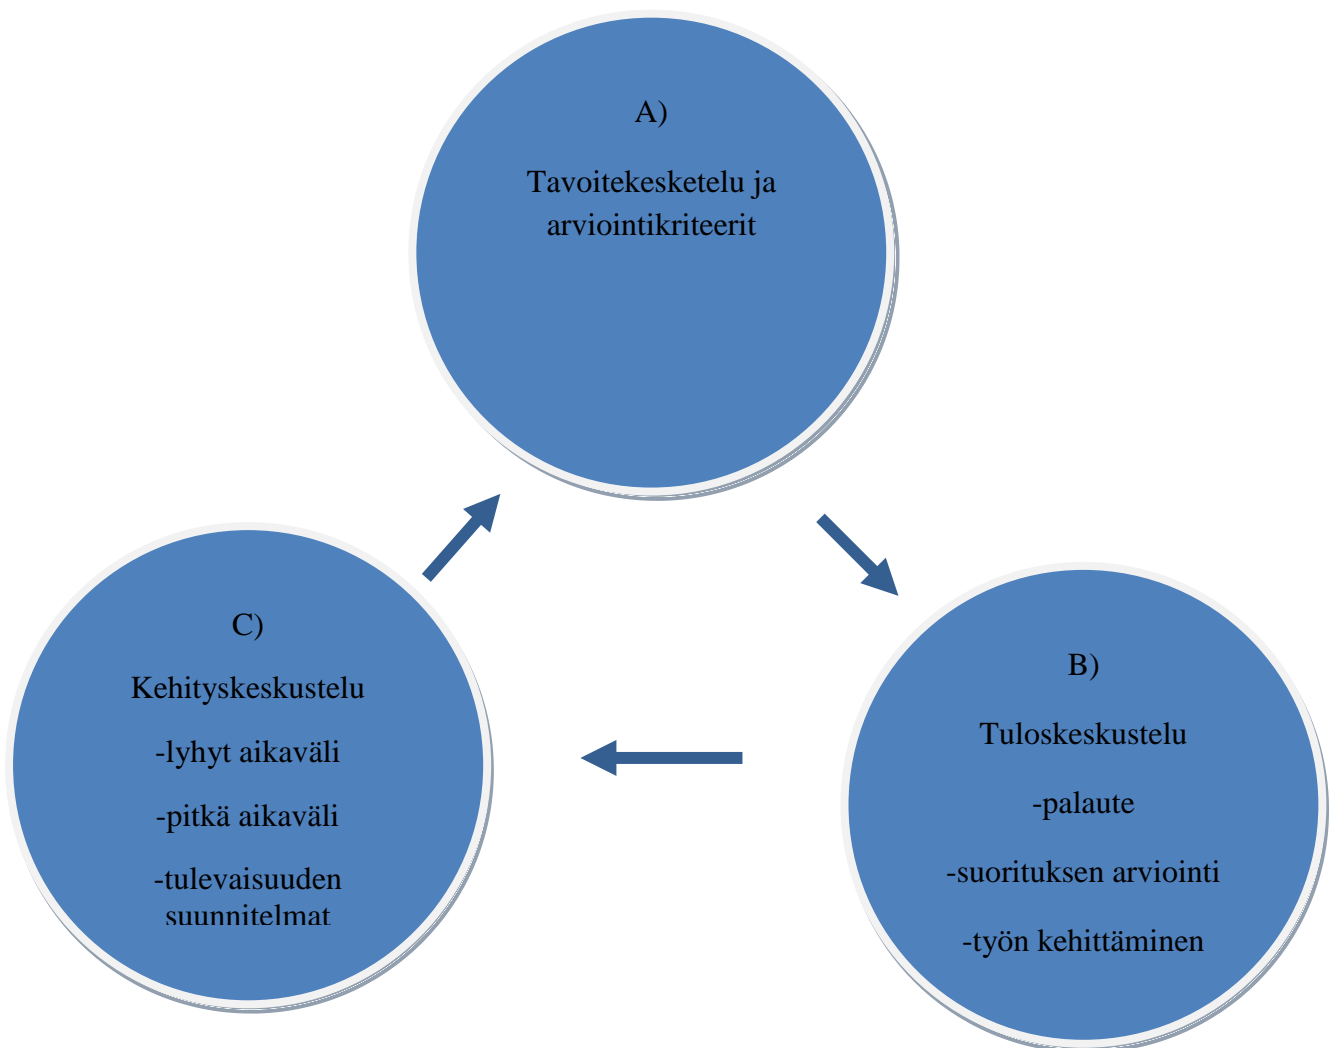 A)
Tavoitekesketelu ja
arviointikriteerit
C)
Kehityskeskustelu
-lyhyt aikaväli
-pitkä aikaväli
-tulevaisuuden
suunnitelmat
B)
Tuloskeskustelu
-palaute
-suorituksen arviointi
-työn kehittäminen